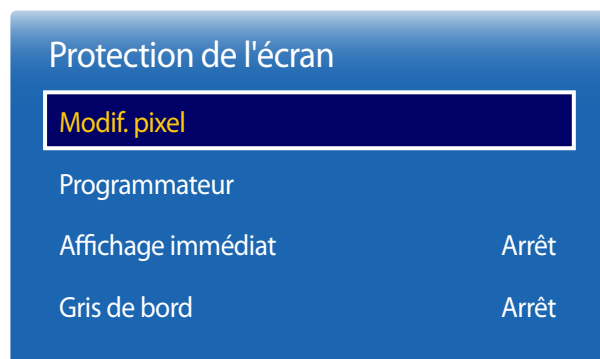 Protection de l'écran
Modif. pixel
Programmateur
Affichage immédiat Arrêt
Gris de bord Arrêt